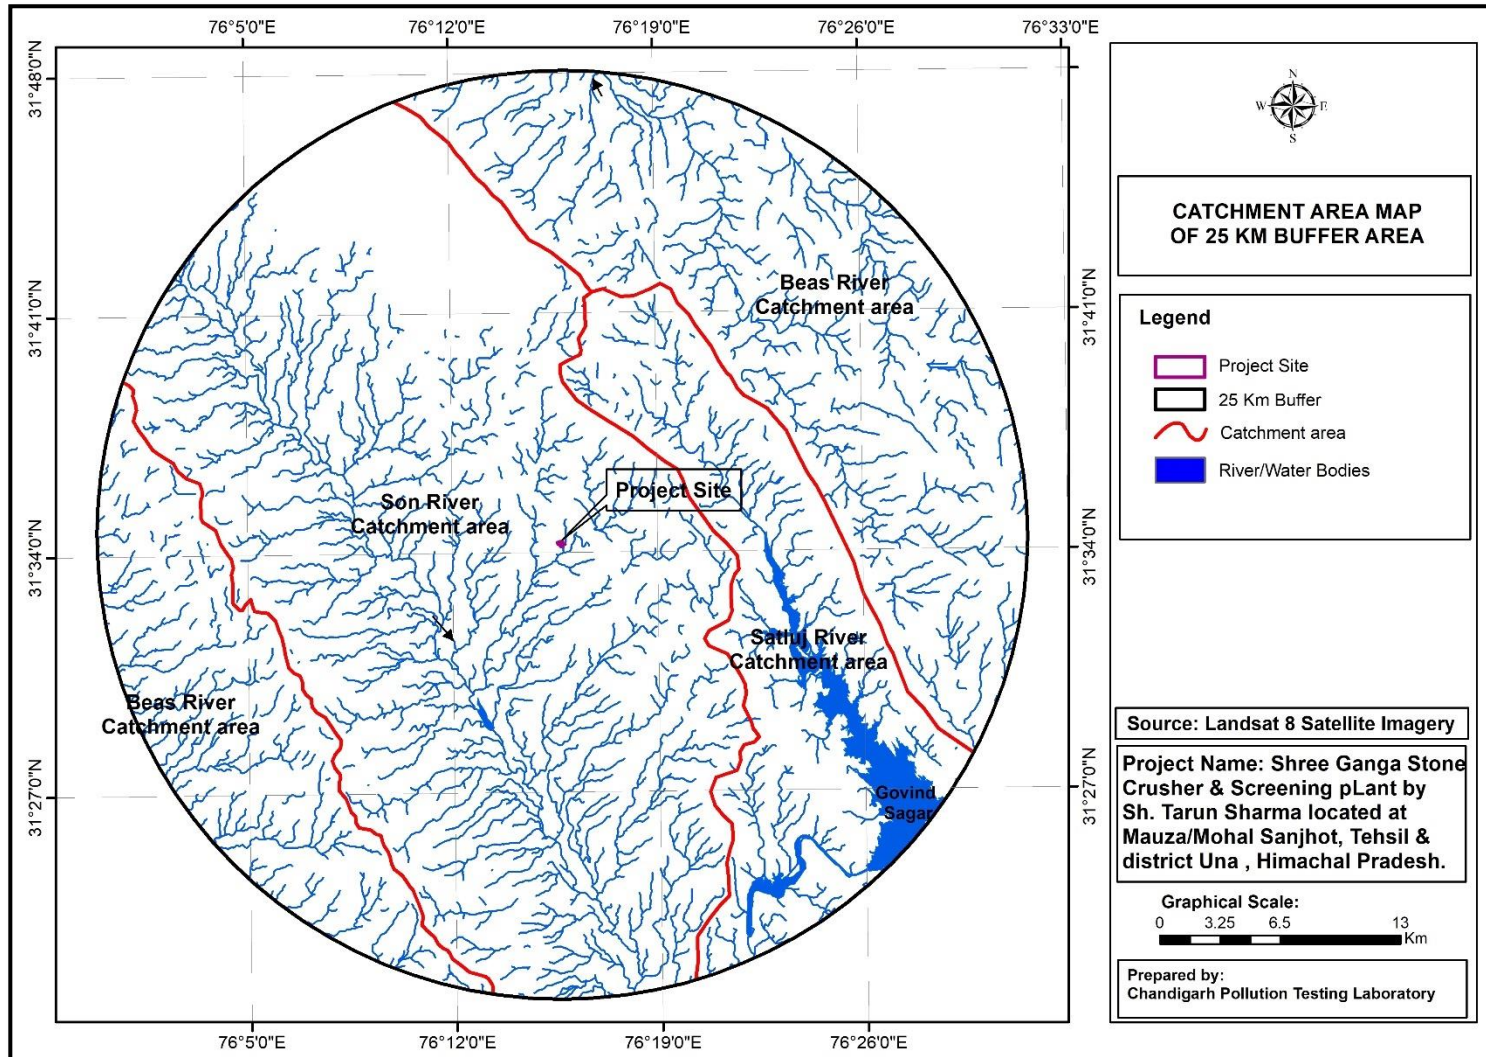 76°5'0"E 76°12'0"E 76°19'0"E 76°26'0"E 76°33'0"E
31°48'0"N
31°41'0"N
31°34'0"N
31°27'0"N
31°41'0"N
31°34'0"N
31°27'0"N
Beas River
Catchment area
Son River
Catchment area
Project Site
Satluj River
Catchment area
Beas River
Catchment area
Govind
Sagar
76°5'0"E 76°12'0"E 76°19'0"E 76°26'0"E
N
W E
S
CATCHMENT AREA MAP
OF 25 KM BUFFER AREA
Legend
Project Site
25 Km Buffer
Catchment area
River/Water Bodies
Source: Landsat 8 Satellite Imagery
Project Name: Shree Ganga Stone
Crusher & Screening pLant by
Sh. Tarun Sharma located at
Mauza/Mohal Sanjhot, Tehsil &
district Una , Himachal Pradesh.
Graphical Scale:
0 3.25 6.5 13
Km
Prepared by:
Chandigarh Pollution Testing Laboratory